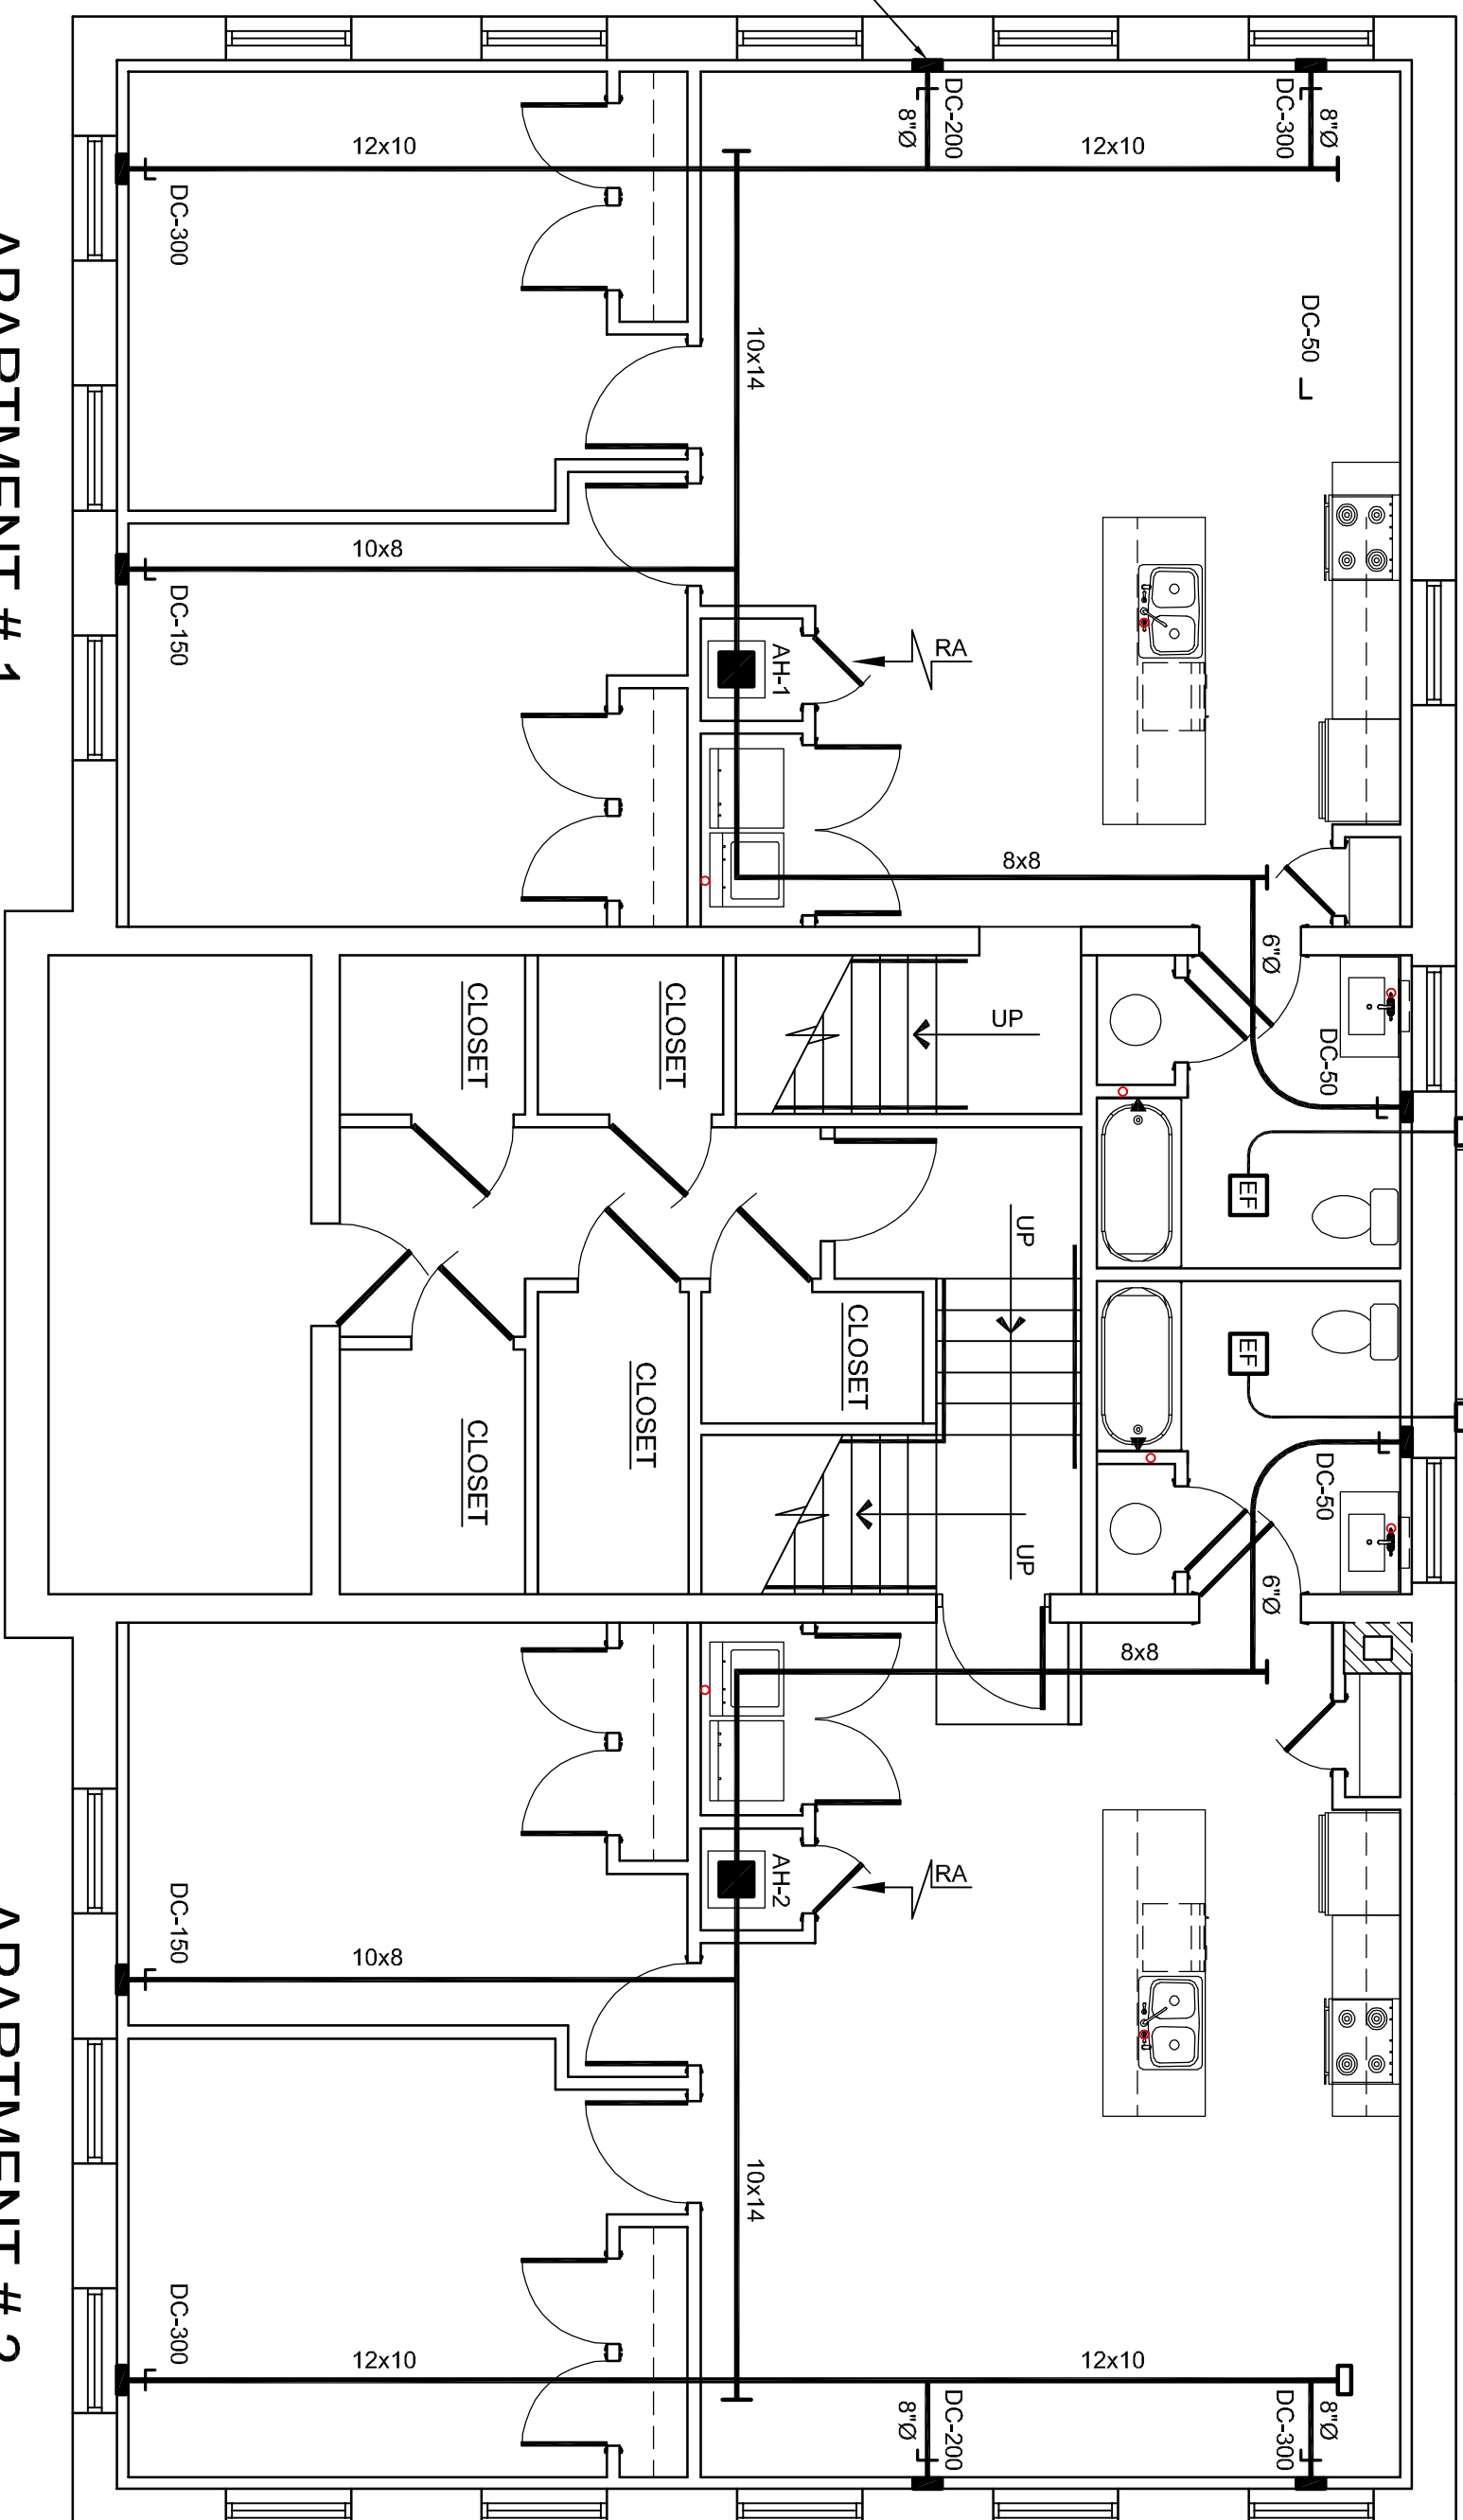 12x10
DC-300
DC-200
8"Ø
12x10
DC-300
8"Ø
10x14
DC-50
10x8
DC-150
AH-1
RA
8x8
6"Ø
CLOSET
CLOSET
UP
DC-50
EF
UP
CLOSET
CLOSET
CLOSET
EF
UP
DC-50
6"Ø
8x8
AH-2
RA
DC-150
10x8
10x14
DC-300
12x10
12x10
8"Ø
DC-200
DC-300
8"Ø
APARTMENT # 1
APARTMENT # 2